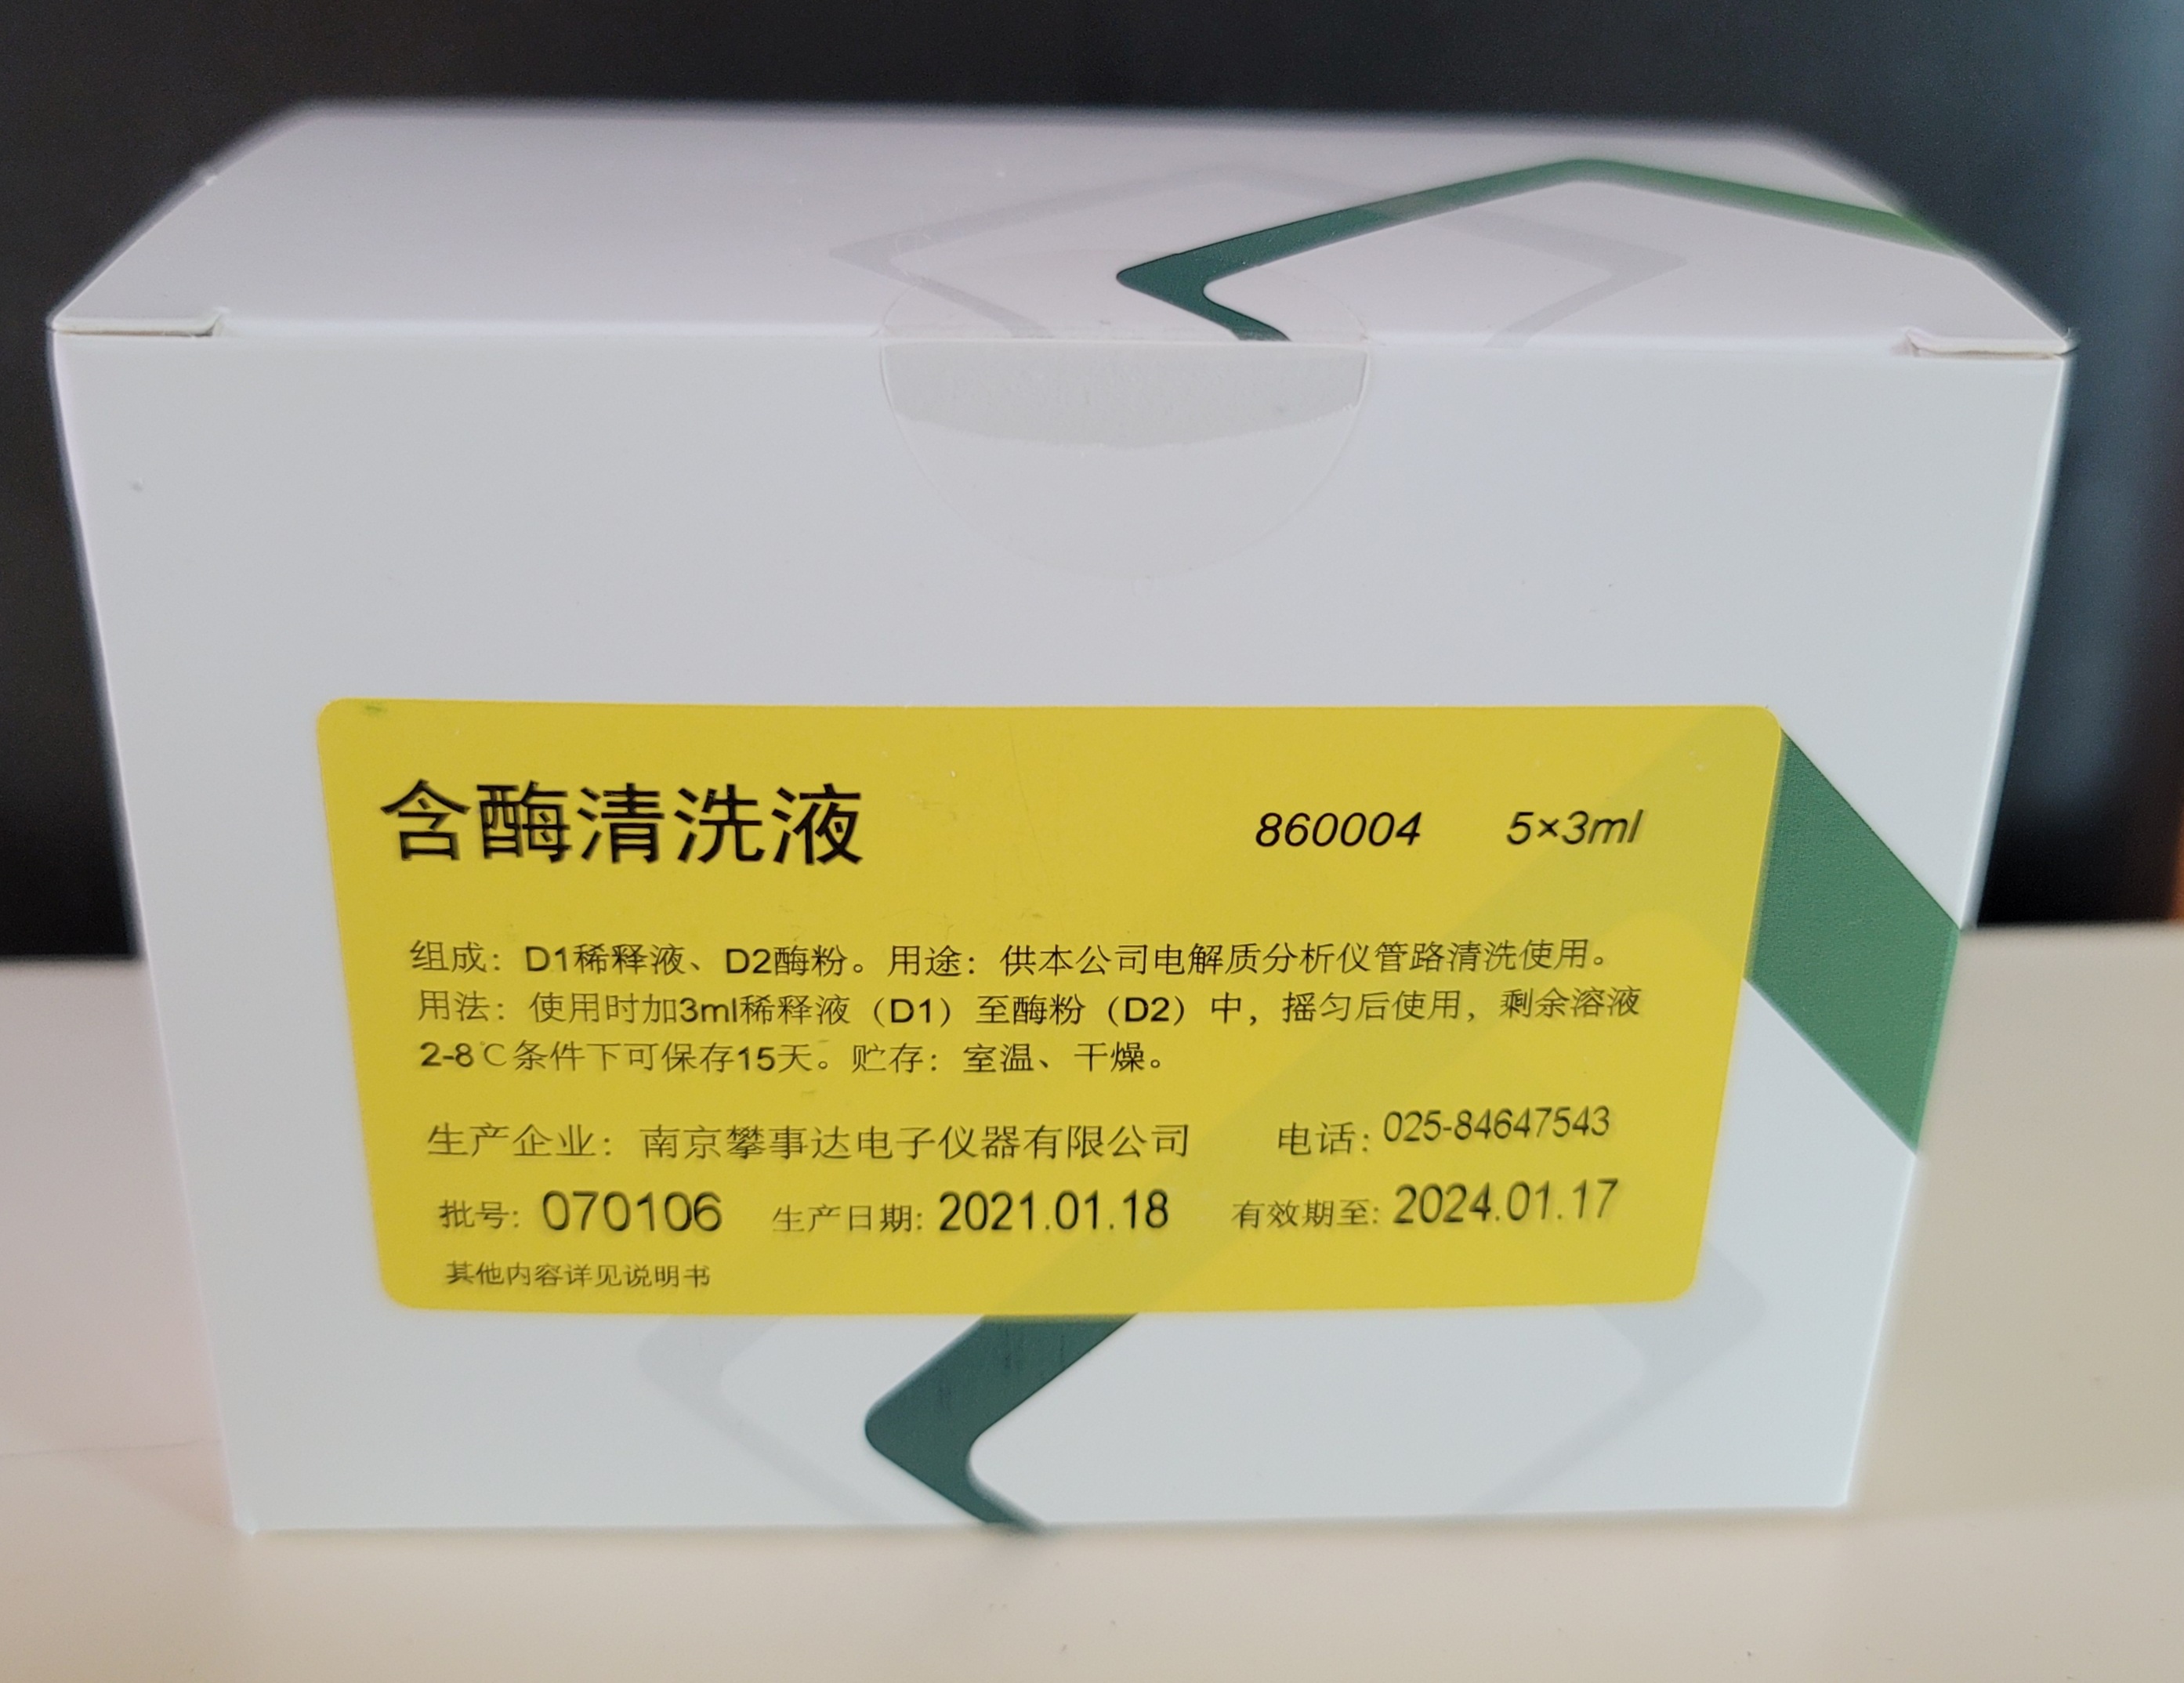 含酶清洗液 860004 5×3ml
组成：D1稀释液、D2酶粉。用途：供本公司电解质分析仪管路清洗使用。
用法：使用时加3ml稀释液（D1）至酶粉（D2）中，摇匀后使用，剩余溶液
2-8℃条件下可保存15天。贮存：室温、干燥。
生产企业：南京攀事达电子仪器有限公司 电话：025-84647543
批号：070106 生产日期：2021.01.18 有效期至：2024.01.17
其他内容详见说明书